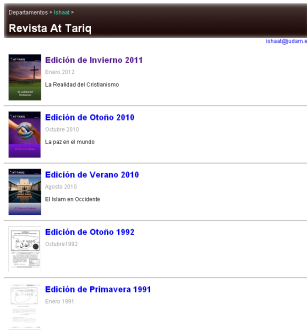 Departamentos > Ishaat >
Revista At Tariq
Edición de Invierno 2011
Enero 2012
La Realidad del Cristianismo
Edición de Otoño 2010
Octubre 2010
La paz en el mundo
Edición de Verano 2010
Agosto 2010
El Islam en Occidente
Edición de Otoño 1992
Octubre1992
Edición de Primavera 1991
Enero 1991